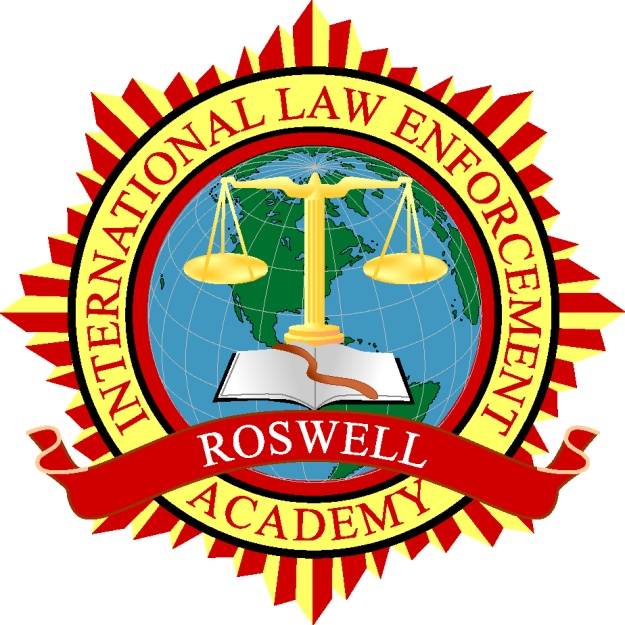 INTERNATIONAL LAW ENFORCEMENT
ROSWELL
ACADEMY